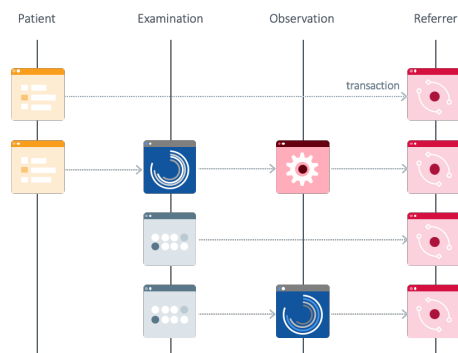 Patient
Examination
Observation
Referrer
transaction